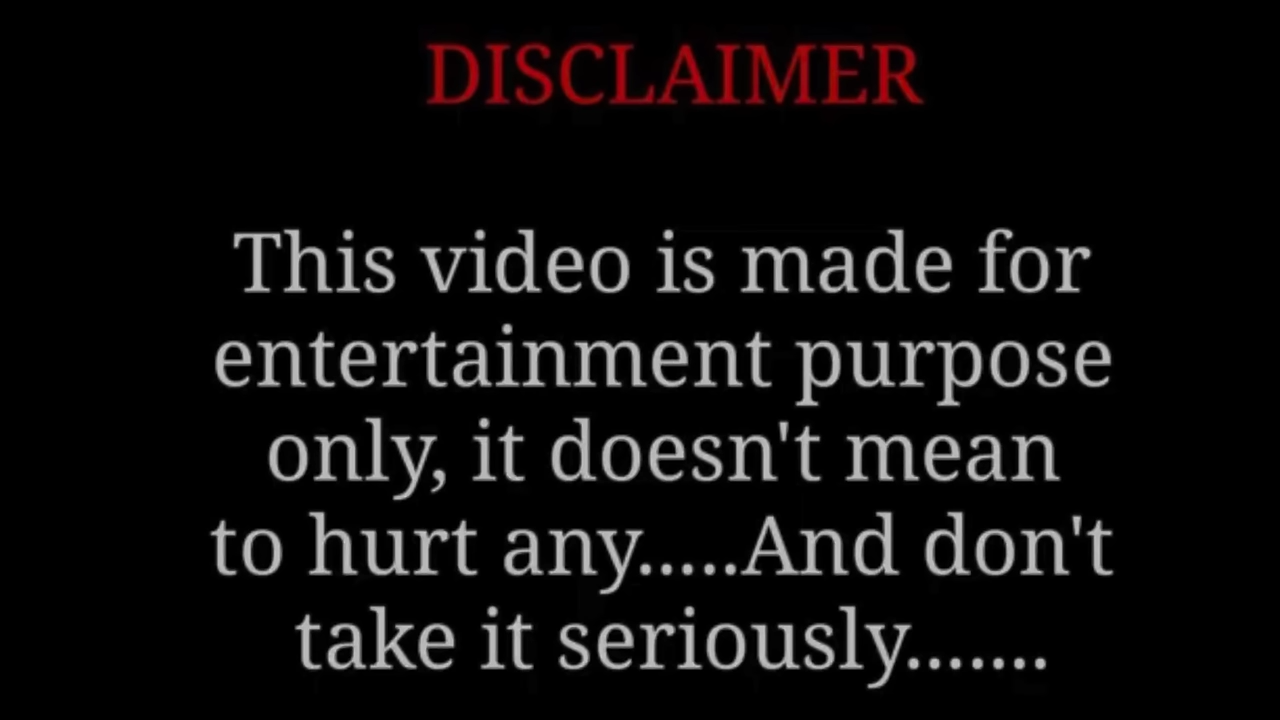 DISCLAIMER
This video is made for
entertainment purpose
only, it doesn't mean
to hurt any.....And don't
take it seriously.......